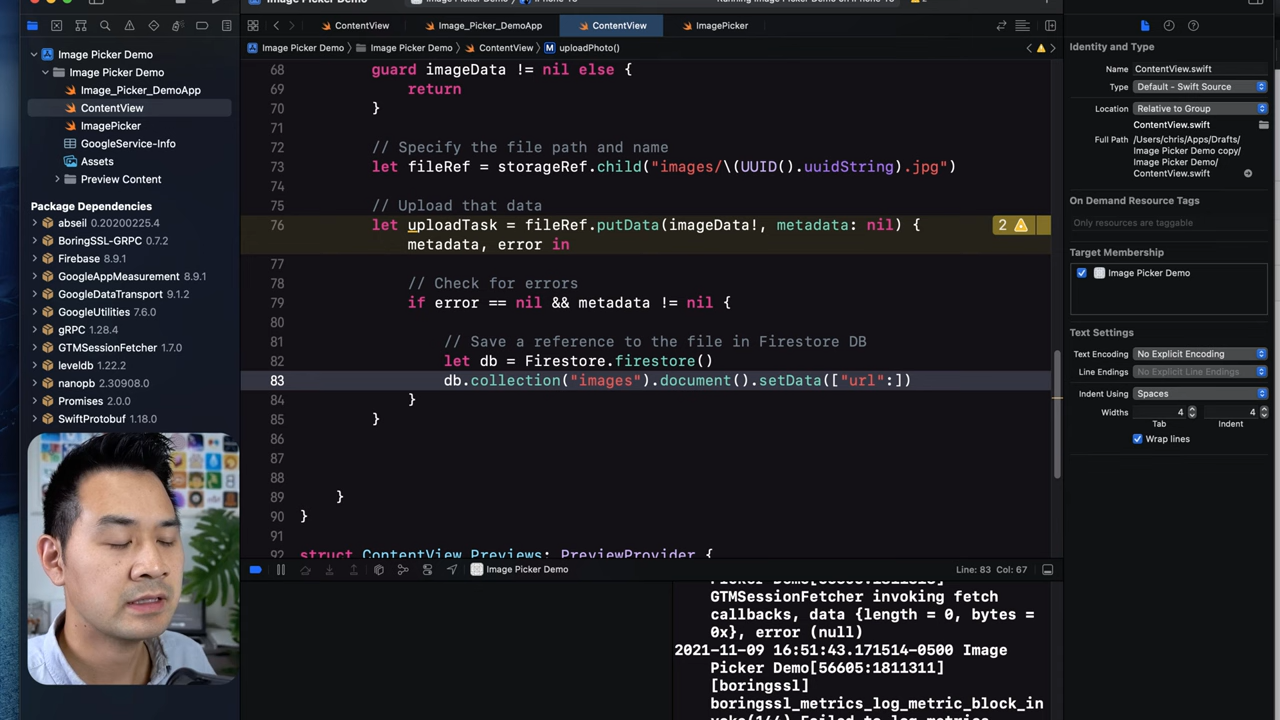 Image Picker Demo
Running Image Picker Demo on iPhone
ContentView
Image_Picker_DemoApp
ContentView
ImagePicker
Image Picker Demo
Image Picker Demo
ContentView
M uploadPhoto()
Image Picker Demo
Image Picker Demo
Image_Picker_DemoApp
ContentView
ImagePicker
GoogleService-Info
Assets
Preview Content
Package Dependencies
abseil 0.20200225.4
BoringSSL-GRPC 0.7.2
Firebase 8.9.1
GoogleAppMeasurement 8.9.1
GoogleDataTransport 9.1.2
GoogleUtilities 7.6.0
gRPC 1.28.4
GTMSessionFetcher 1.7.0
leveldb 1.22.2
nanopb 2.30908.0
Promises 2.0.0
SwiftProtobuf 1.18.0
68 guard imageData != nil else {
69 return
70 }
71
72 // Specify the file path and name
73 let fileRef = storageRef.child("images/\(UUID().uuidString).jpg")
74
75 // Upload that data
76 let uploadTask = fileRef.putData(imageData!, metadata: nil) { 2
metadata, error in
77
78 // Check for errors
79 if error == nil && metadata != nil {
80
81 // Save a reference to the file in Firestore DB
82 let db = Firestore.firestore()
83 db.collection("images").document().setData(["url":])
84 }
85 }
86
87
88
89 }
90 }
91
92 struct ContentView_Previews: PreviewProvider {
Image Picker Demo
Line: 83 Col: 67
GTMSessionFetcher invoking fetch
callbacks, data {length = 0, bytes =
0x}, error (null)
2021-11-09 16:51:43.171514-0500 Image
Picker Demo[56605:1811311]
[boringssl]
boringssl_metrics_log_metric_block_in
Identity and Type
Name ContentView.swift
Type Default - Swift Source
Location Relative to Group
ContentView.swift
Full Path /Users/chris/Apps/Drafts/
Image Picker Demo copy/
Image Picker Demo/
ContentView.swift
On Demand Resource Tags
Only resources are taggable
Target Membership
Image Picker Demo
Text Settings
Text Encoding No Explicit Encoding
Line Endings No Explicit Line Endings
Indent Using Spaces
Widths 4 4
Tab Indent
Wrap lines